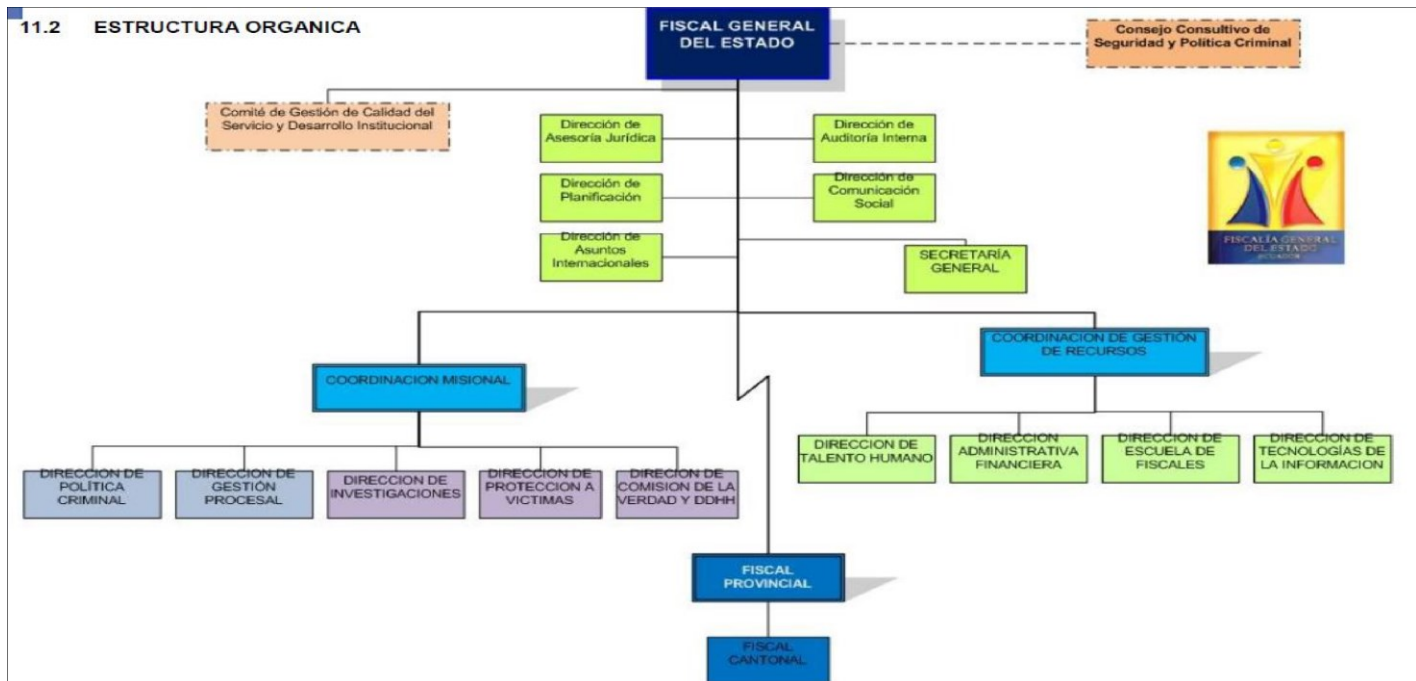 11.2 ESTRUCTURA ORGANICA
FISCAL GENERAL
DEL ESTADO
Consejo Consultivo de
Seguridad y Política Criminal
Comité de Gestión de Calidad del
Servicio y Desarrollo Institucional
Dirección de
Asesoría Jurídica
Dirección de
Auditoría Interna
Dirección de
Planificación
Dirección de
Comunicación
Social
Dirección de
Asuntos
Internacionales
SECRETARÍA
GENERAL
FISCALÍA GENERAL
DEL ESTADO
ECUADOR
COORDINACION MISIONAL
COORDINACION DE GESTIÓN
DE RECURSOS
DIRECCION DE
POLÍTICA
CRIMINAL
DIRECCIÓN DE
GESTIÓN
PROCESAL
DIRECCION DE
INVESTIGACIONES
DIRECCION DE
PROTECCION A
VICTIMAS
DIRECION DE
COMISION DE LA
VERDAD Y DDHH
DIRECCION DE
TALENTO HUMANO
DIRECCION
ADMINISTRATIVA
FINANCIERA
DIRECCION DE
ESCUELA DE
FISCALES
DIRECCION DE
TECNOLOGÍAS DE
LA INFORMACION
FISCAL
PROVINCIAL
FISCAL
CANTONAL